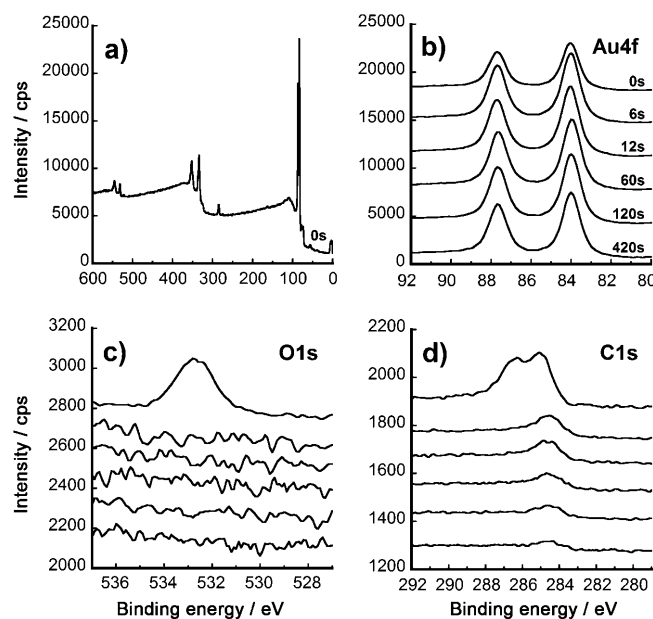 a)
Intensity / cps
25000
20000
15000
10000
5000
0
0s
600 500 400 300 200 100 0
b)
Au4f
25000
20000
15000
10000
5000
0
0s
6s
12s
60s
120s
420s
92 90 88 86 84 82 80
c)
O1s
Intensity / cps
3200
3000
2800
2600
2400
2200
2000
536 534 532 530 528
Binding energy / eV
d)
C1s
2200
2000
1800
1600
1400
1200
292 290 288 286 284 282 280
Binding energy / eV